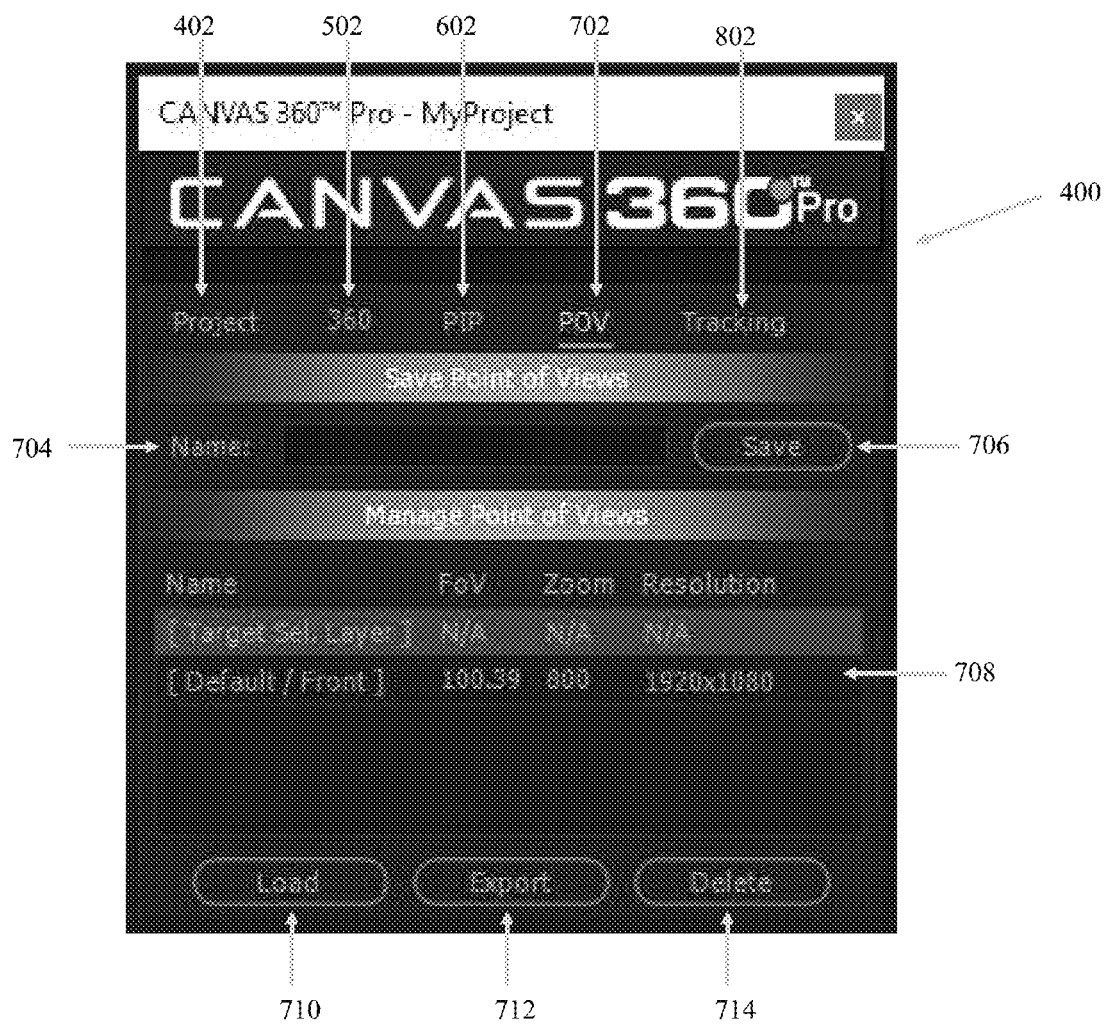 402 502 602 702 802
CANVAS 360™ Pro - MyProject
x
CANVAS 360™ Pro
400
Project 360 PIP POV Tracking
Save Point of Views
704 Name: Save 706
Manage Point of Views
Name FoV Zoom Resolution
[ Target Sel. Layer ] N/A N/A N/A
[ Default / Front ] 100.39 800 1920x1080 708
Load Export Delete
710 712 714